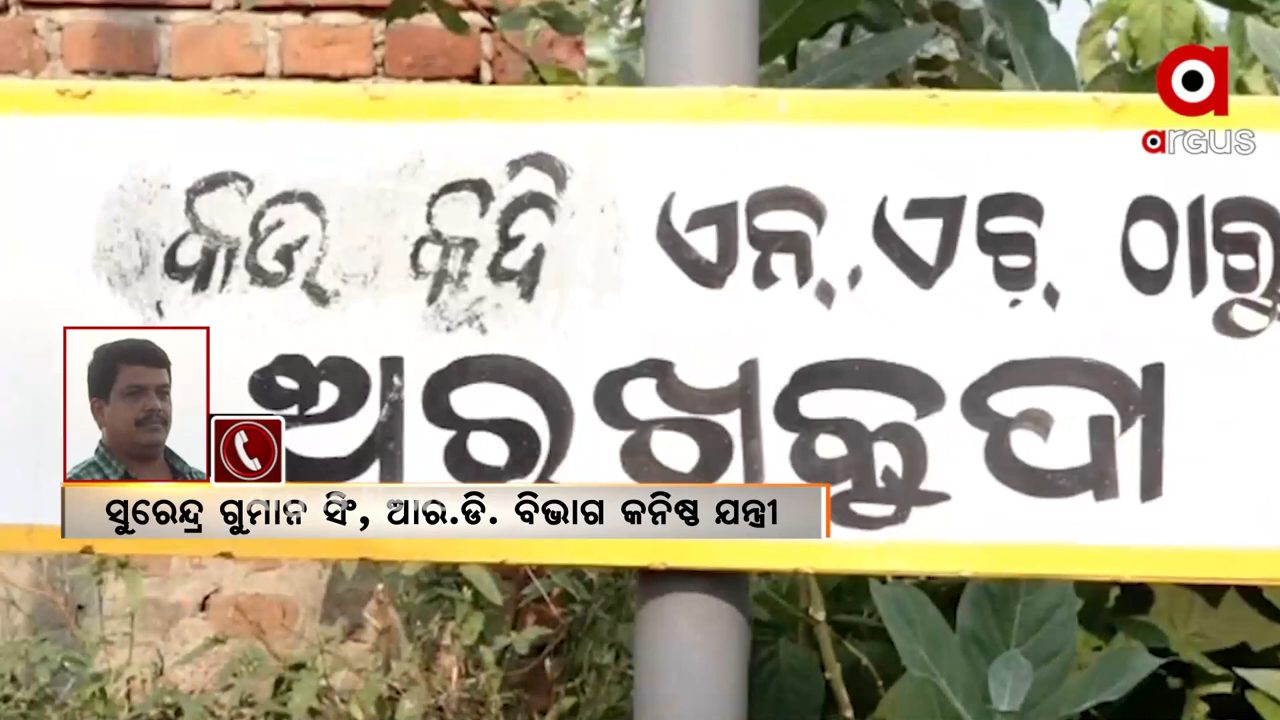 argus
ଏନ୍.ଏଚ୍. ଠାରୁ
ଅରଖକୁଦା
ସୁରେନ୍ଦ୍ର ଗୁମାନ ସିଂ, ଆର.ଡି. ବିଭାଗ କନିଷ୍ଠ ଯନ୍ତ୍ରୀ